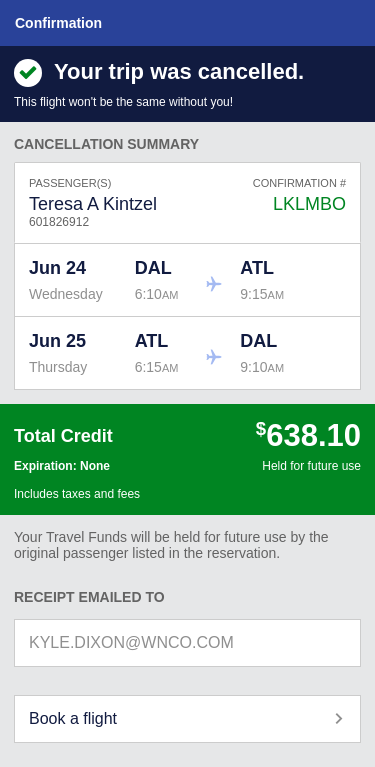 Confirmation
Your trip was cancelled.
This flight won't be the same without you!
CANCELLATION SUMMARY
PASSENGER(S) CONFIRMATION #
Teresa A Kintzel LKLMBO
601826912
Jun 24 DAL ATL
Wednesday 6:10AM 9:15AM
Jun 25 ATL DAL
Thursday 6:15AM 9:10AM
Total Credit $638.10
Expiration: None Held for future use
Includes taxes and fees
Your Travel Funds will be held for future use by the
original passenger listed in the reservation.
RECEIPT EMAILED TO
KYLE.DIXON@WNCO.COM
Book a flight